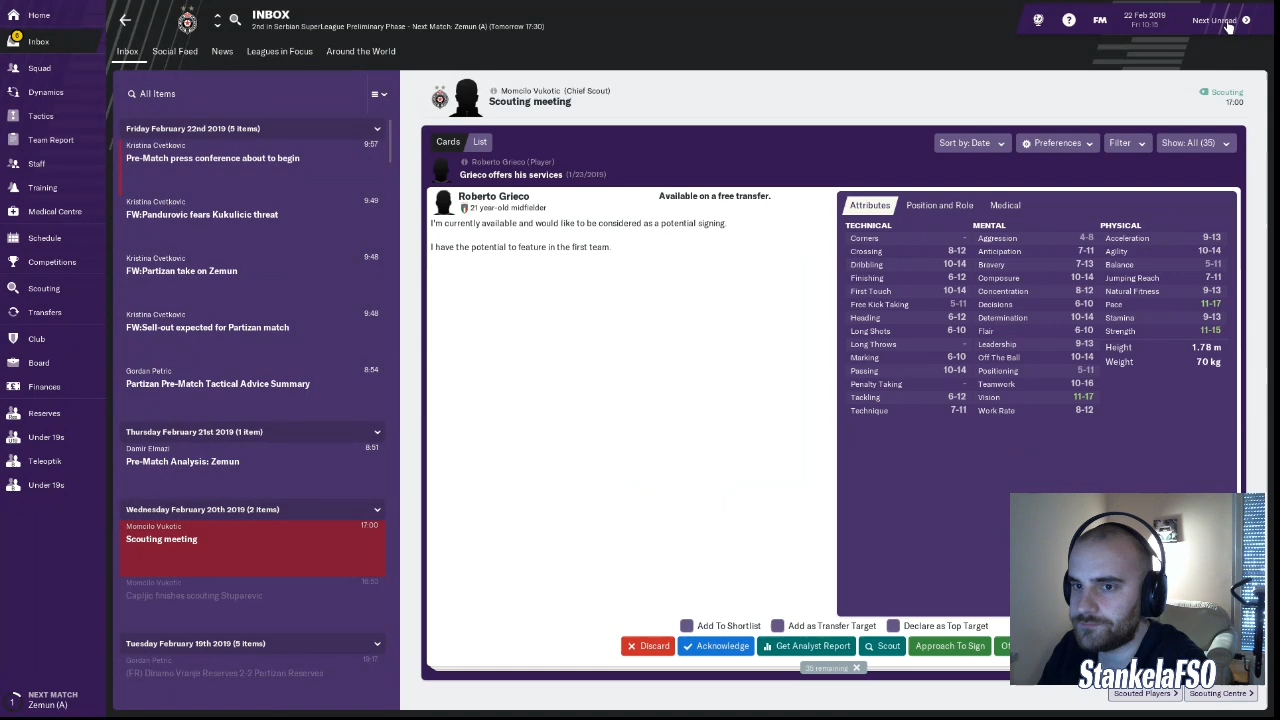 Home
Inbox
6
Squad
Dynamics
Tactics
Team Report
Staff
Training
Medical Centre
Schedule
Competitions
Scouting
Transfers
Club
Board
Finances
Reserves
Under 19s
Teleoptik
Under 19s
1
NEXT MATCH
Zemun (A)
INBOX
2nd in Serbian SuperLeague Preliminary Phase - Next Match: Zemun (A) (Tomorrow 17:30)
FM
22 Feb 2019
Fri 10:15
Next Unread
Inbox Social Feed News Leagues in Focus Around the World
All Items
Friday February 22nd 2019 (5 items)
Kristina Cvetkovic 9:57
Pre-Match press conference about to begin
Kristina Cvetkovic 9:49
FW:Pandurovic fears Kukulicic threat
Kristina Cvetkovic 9:48
FW:Partizan take on Zemun
Kristina Cvetkovic 9:48
FW:Sell-out expected for Partizan match
Gordan Petric 8:54
Partizan Pre-Match Tactical Advice Summary
Thursday February 21st 2019 (1 item)
Damir Elmazi 8:51
Pre-Match Analysis: Zemun
Wednesday February 20th 2019 (2 items)
Momcilo Vukotic 17:00
Scouting meeting
Momcilo Vukotic 16:53
Capljic finishes scouting Stuparevic
Tuesday February 19th 2019 (5 items)
Gordan Petric 19:17
(FR) Dinamo Vranje Reserves 2-2 Partizan Reserves
Momcilo Vukotic (Chief Scout)
Scouting meeting
Scouting
17:00
Cards List
Sort by: Date Preferences Filter Show: All (35)
Roberto Grieco (Player)
Grieco offers his services (1/23/2019)
Roberto Grieco
21 year-old midfielder
Available on a free transfer.
I'm currently available and would like to be considered as a potential signing.
I have the potential to feature in the first team.
Attributes Position and Role Medical
TECHNICAL
Corners -
Crossing 8-12
Dribbling 10-14
Finishing 6-12
First Touch 10-14
Free Kick Taking 5-11
Heading 6-12
Long Shots 6-10
Long Throws -
Marking 6-10
Passing 10-14
Penalty Taking -
Tackling 6-12
Technique 7-11
MENTAL
Aggression 4-8
Anticipation 7-11
Bravery 7-13
Composure 10-14
Concentration 8-12
Decisions 6-10
Determination 10-14
Flair 6-10
Leadership 9-13
Off The Ball 10-14
Positioning 5-11
Teamwork 10-16
Vision 11-17
Work Rate 8-12
PHYSICAL
Acceleration 9-13
Agility 10-14
Balance 5-11
Jumping Reach 7-11
Natural Fitness 9-13
Pace 11-17
Stamina 9-13
Strength 11-15
Height 1.78 m
Weight 70 kg
Add To Shortlist Add as Transfer Target Declare as Top Target
Discard Acknowledge Get Analyst Report Scout Approach To Sign
35 remaining
StankelaFSO
Scouted Players Scouting Centre